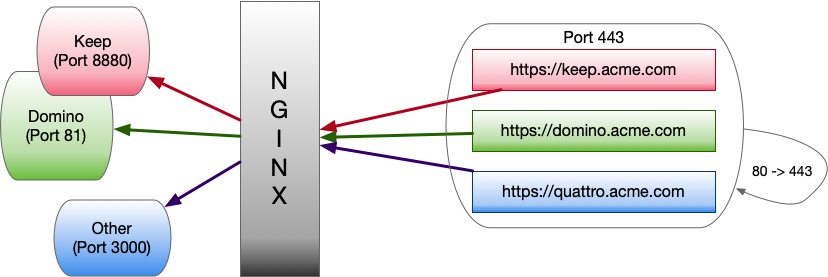 Keep
(Port 8880)
Domino
(Port 81)
Other
(Port 3000)
N
G
I
N
X
Port 443
https://keep.acme.com
https://domino.acme.com
https://quattro.acme.com
80 -> 443